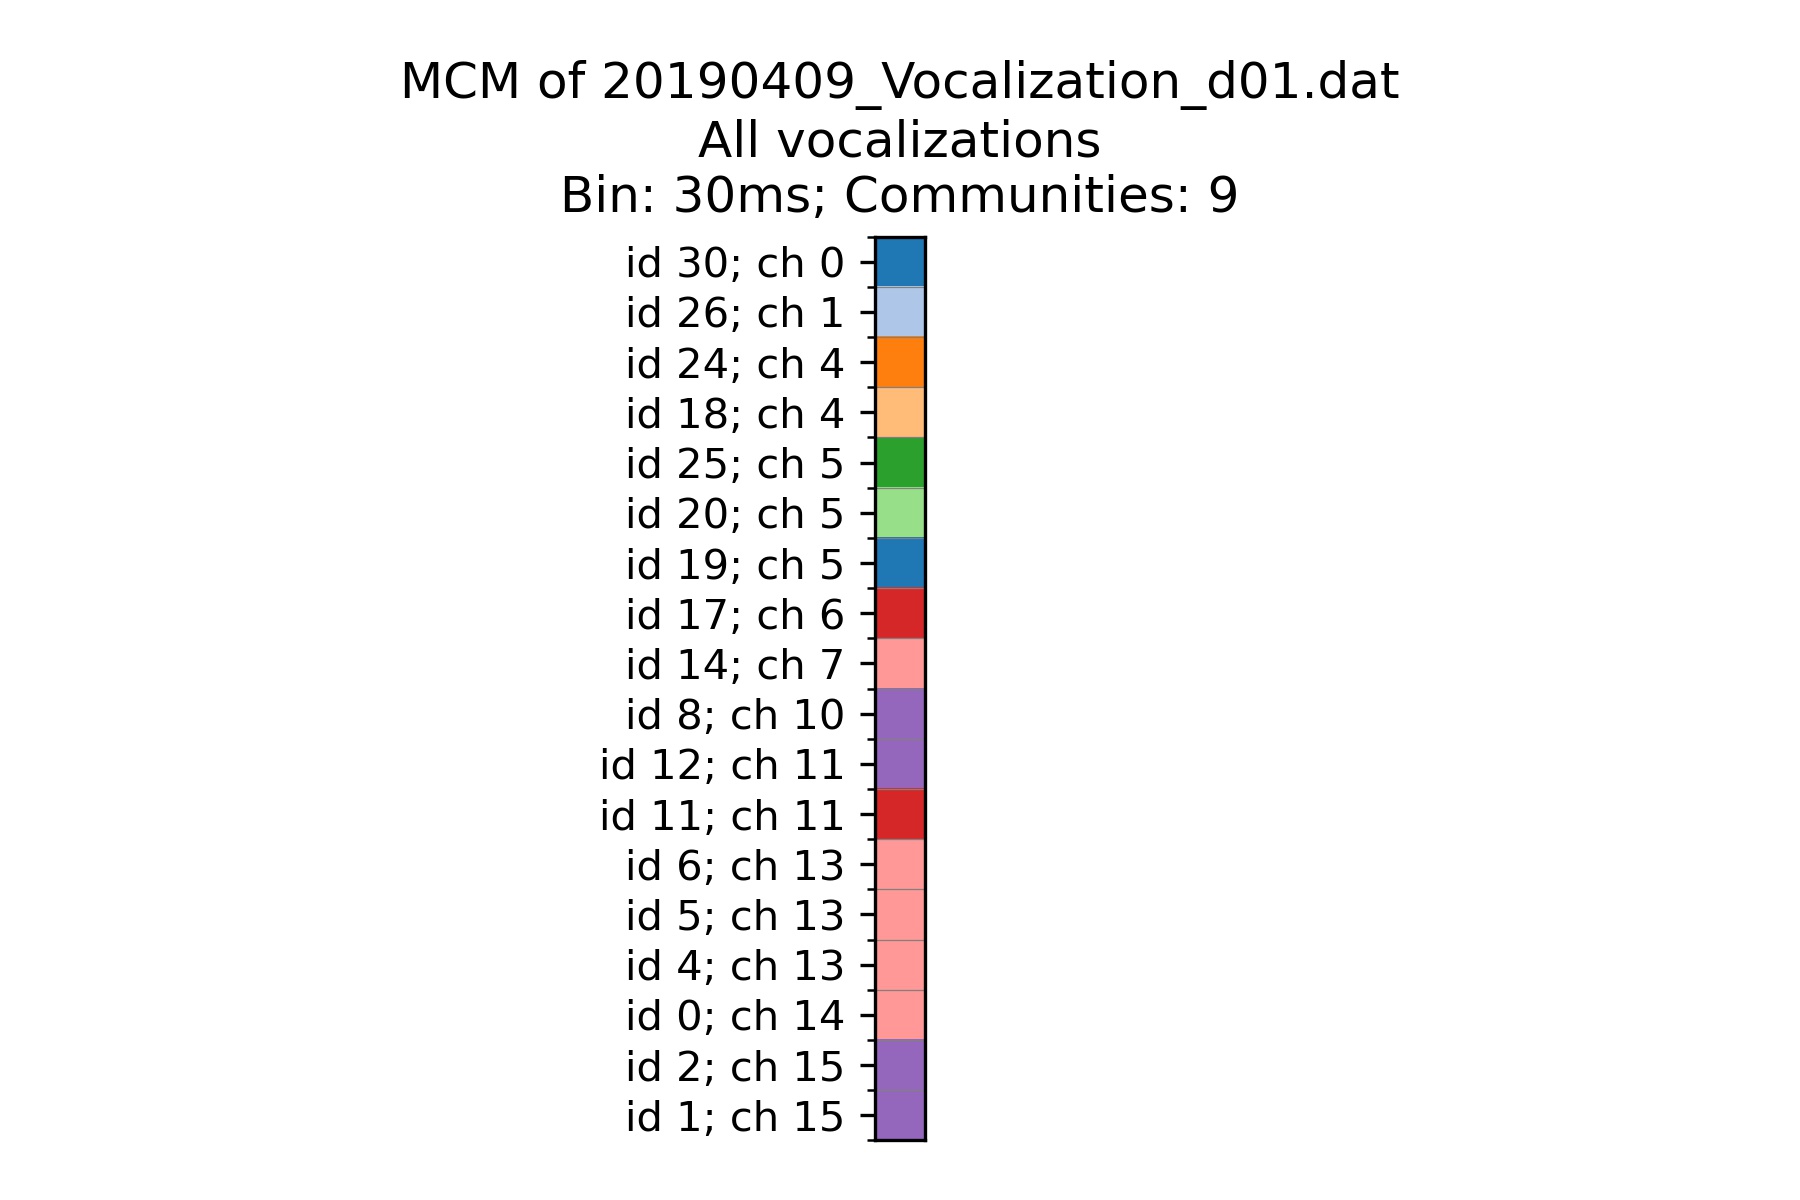 MCM of 20190409_Vocalization_d01.dat
All vocalizations
Bin: 30ms; Communities: 9
id 30; ch 0
id 26; ch 1
id 24; ch 4
id 18; ch 4
id 25; ch 5
id 20; ch 5
id 19; ch 5
id 17; ch 6
id 14; ch 7
id 8; ch 10
id 12; ch 11
id 11; ch 11
id 6; ch 13
id 5; ch 13
id 4; ch 13
id 0; ch 14
id 2; ch 15
id 1; ch 15